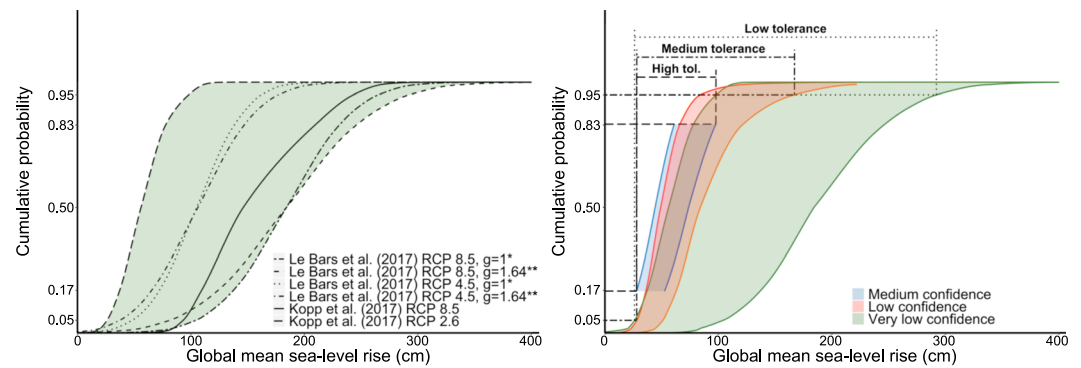 Cumulative probability
0.95
0.83
0.50
0.17
0.05
Le Bars et al. (2017) RCP 8.5, g=1*
Le Bars et al. (2017) RCP 8.5, g=1.64**
Le Bars et al. (2017) RCP 4.5, g=1*
Le Bars et al. (2017) RCP 4.5, g=1.64**
Kopp et al. (2017) RCP 8.5
Kopp et al. (2017) RCP 2.6
0 100 200 300 400
Global mean sea-level rise (cm)
Low tolerance
Medium tolerance
High tol.
Cumulative probability
0.95
0.83
0.50
0.17
0.05
Medium confidence
Low confidence
Very low confidence
0 100 200 300 400
Global mean sea-level rise (cm)